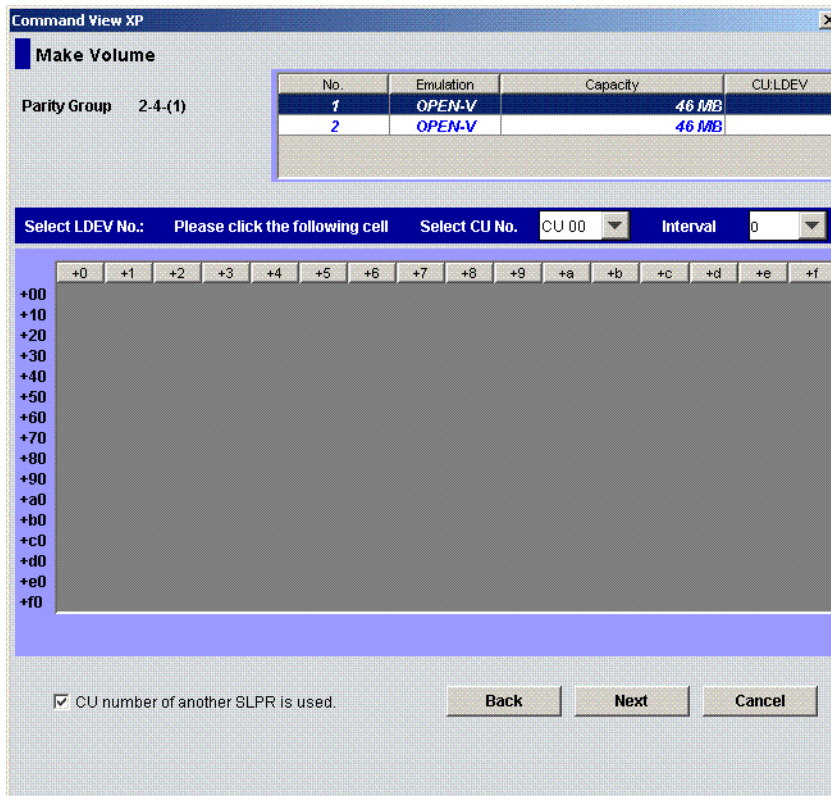 Command View XP
Make Volume
Parity Group 2-4-(1)
No. Emulation Capacity CU:LDEV
1 OPEN-V 46 MB
2 OPEN-V 46 MB
Select LDEV No.: Please click the following cell Select CU No. CU 00 Interval 0
+0 +1 +2 +3 +4 +5 +6 +7 +8 +9 +a +b +c +d +e +f
+00
+10
+20
+30
+40
+50
+60
+70
+80
+90
+a0
+b0
+c0
+d0
+e0
+f0
CU number of another SLPR is used. Back Next Cancel